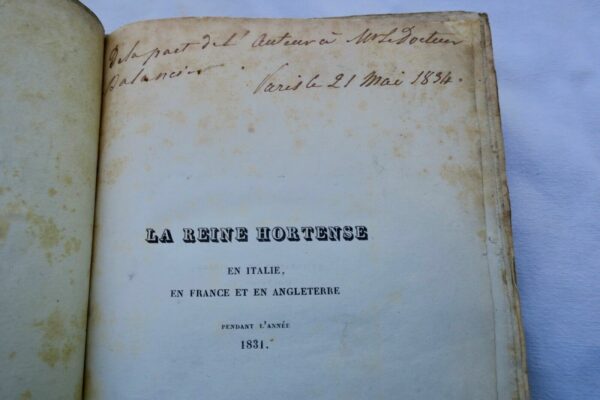 De la part de l'Auteur à Mr le Docteur
Balancier. Paris le 21 Mai 1834.
LA REINE HORTENSE
EN ITALIE,
EN FRANCE ET EN ANGLETERRE
PENDANT L'ANNÉE
1831.